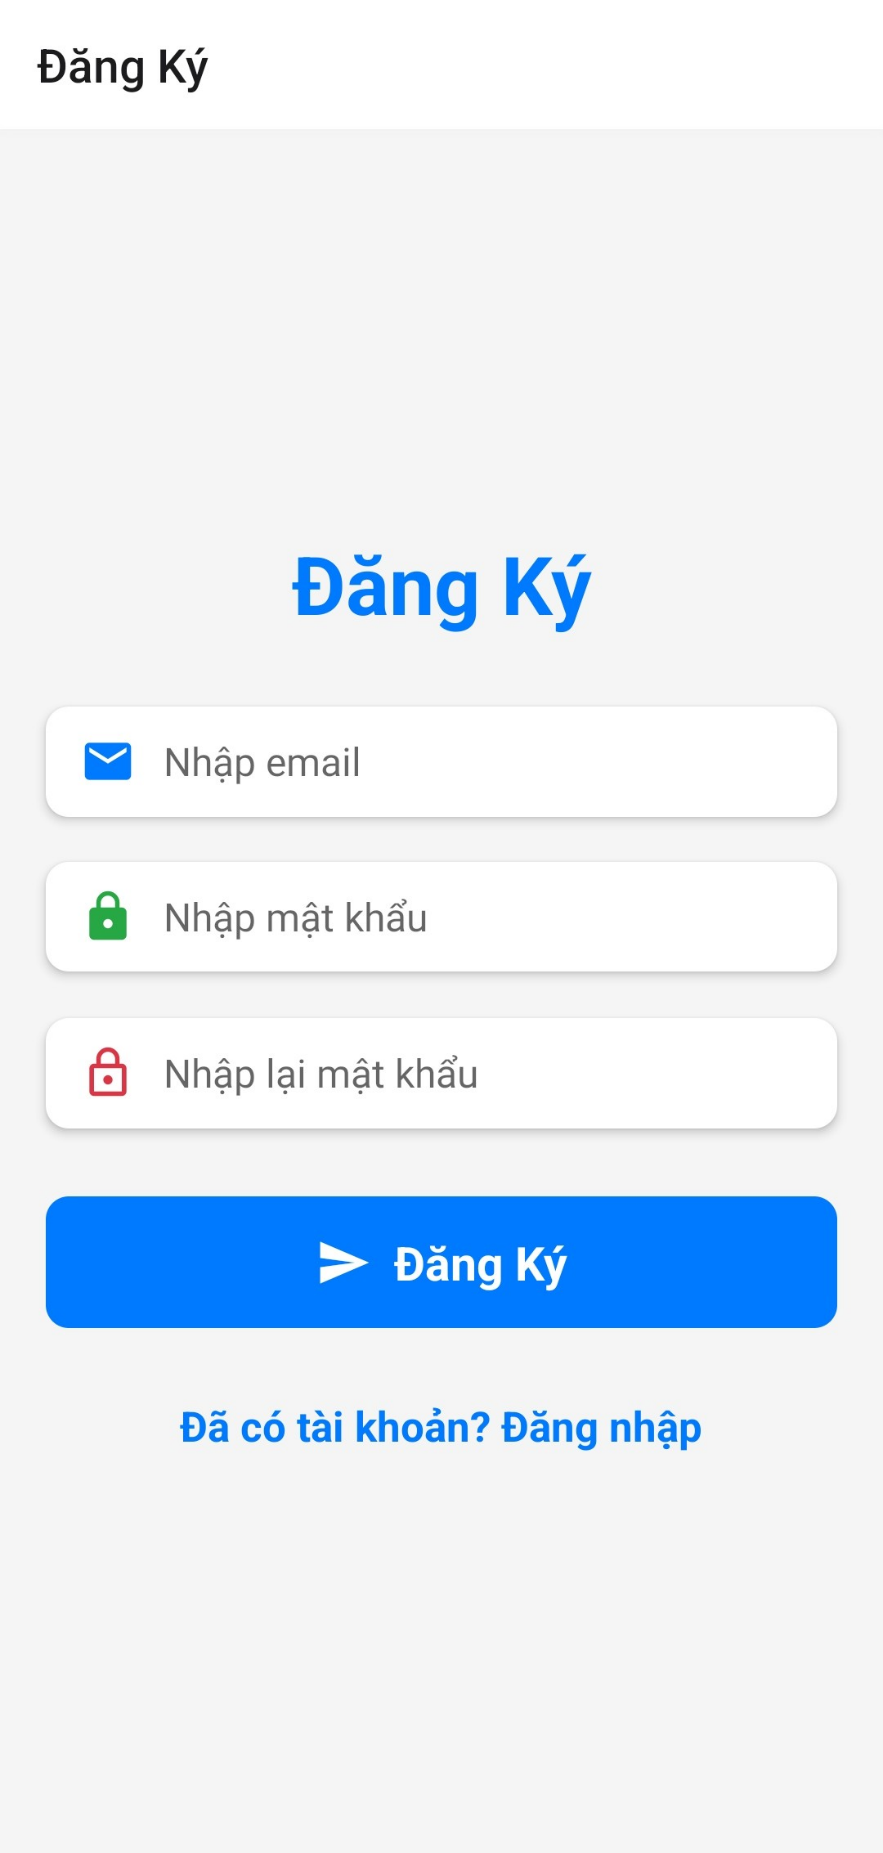 Đăng Ký
Đăng Ký
Nhập email
Nhập mật khẩu
Nhập lại mật khẩu
Đăng Ký
Đã có tài khoản? Đăng nhập